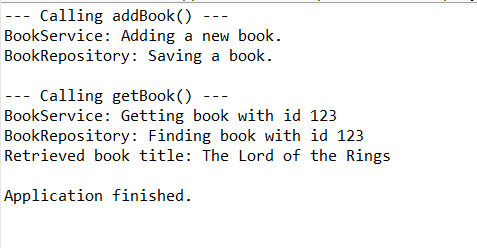 --- Calling addBook() ---
BookService: Adding a new book.
BookRepository: Saving a book.
--- Calling getBook() ---
BookService: Getting book with id 123
BookRepository: Finding book with id 123
Retrieved book title: The Lord of the Rings
Application finished.